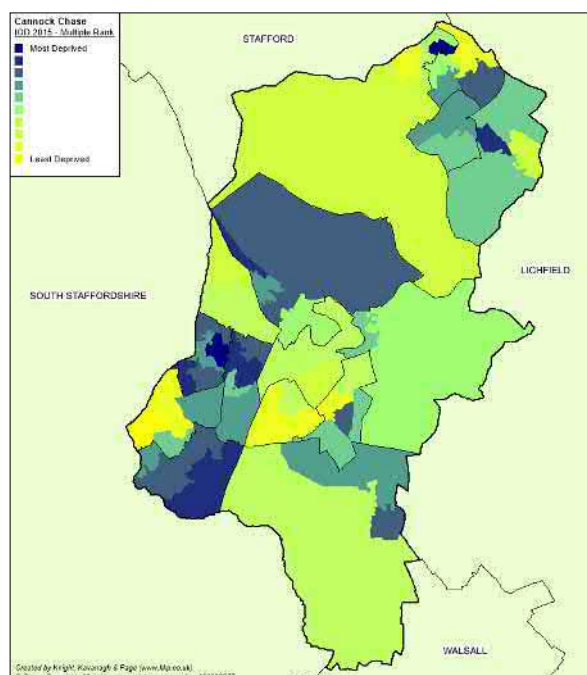 Cannock Chase
IOD 2015 - Multiple Rank
Most Deprived
Least Deprived
STAFFORD
SOUTH STAFFORDSHIRE
LICHFIELD
WALSALL
Created by Knight, Kavanagh & Page (www.kkp.co.uk)